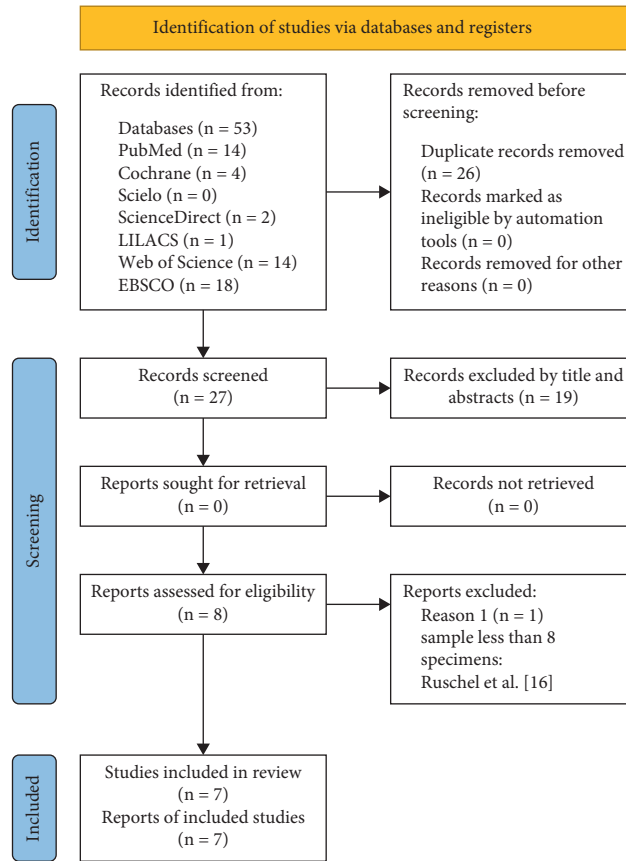 Identification of studies via databases and registers
Identification
Records identified from:
Databases (n = 53)
PubMed (n = 14)
Cochrane (n = 4)
Scielo (n = 0)
ScienceDirect (n = 2)
LILACS (n = 1)
Web of Science (n = 14)
EBSCO (n = 18)
Records removed before
screening:
Duplicate records removed
(n = 26)
Records marked as
ineligible by automation
tools (n = 0)
Records removed for other
reasons (n = 0)
Screening
Records screened
(n = 27)
Records excluded by title and
abstracts (n = 19)
Reports sought for retrieval
(n = 0)
Records not retrieved
(n = 0)
Reports assessed for eligibility
(n = 8)
Reports excluded:
Reason 1 (n = 1)
sample less than 8
specimens:
Ruschel et al. [16]
Included
Studies included in review
(n = 7)
Reports of included studies
(n = 7)